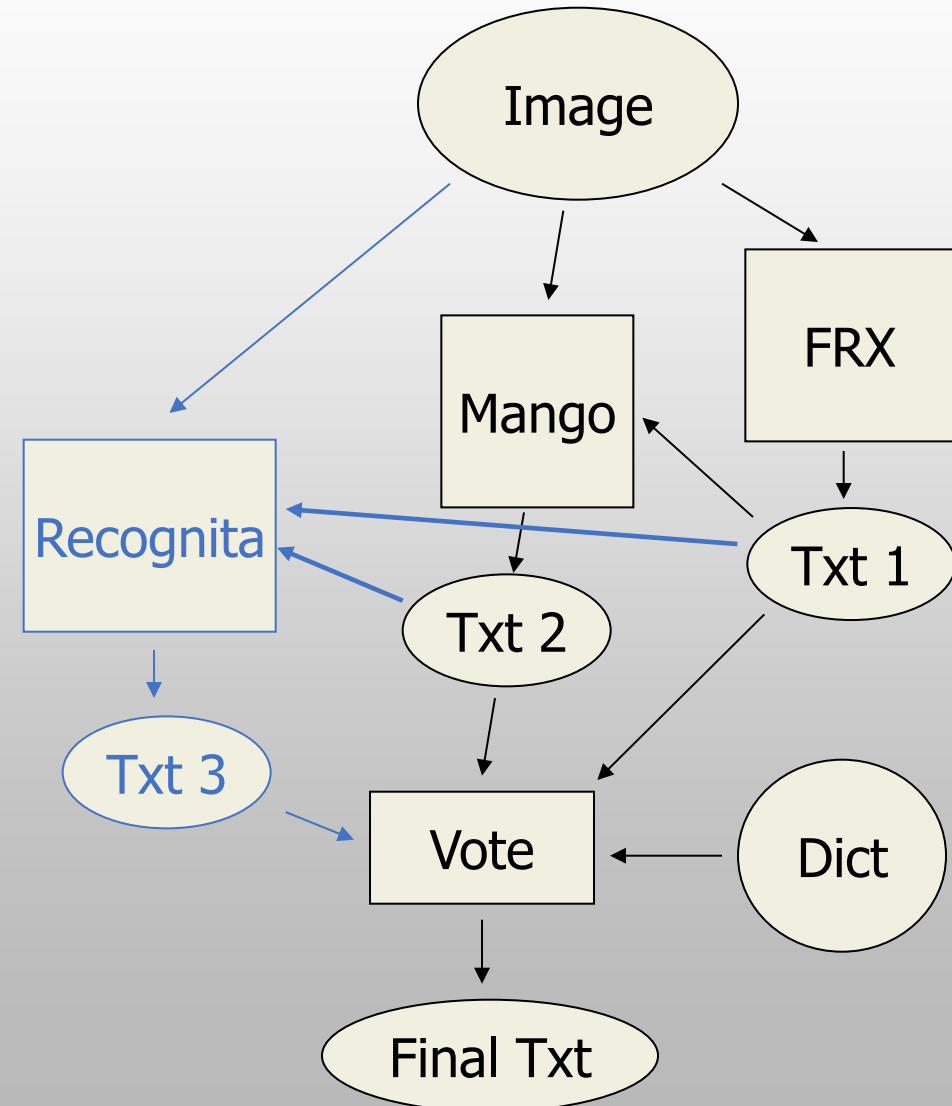 Image
FRX
Mango
Recognita
Txt 1
Txt 2
Txt 3
Vote
Dict
Final Txt